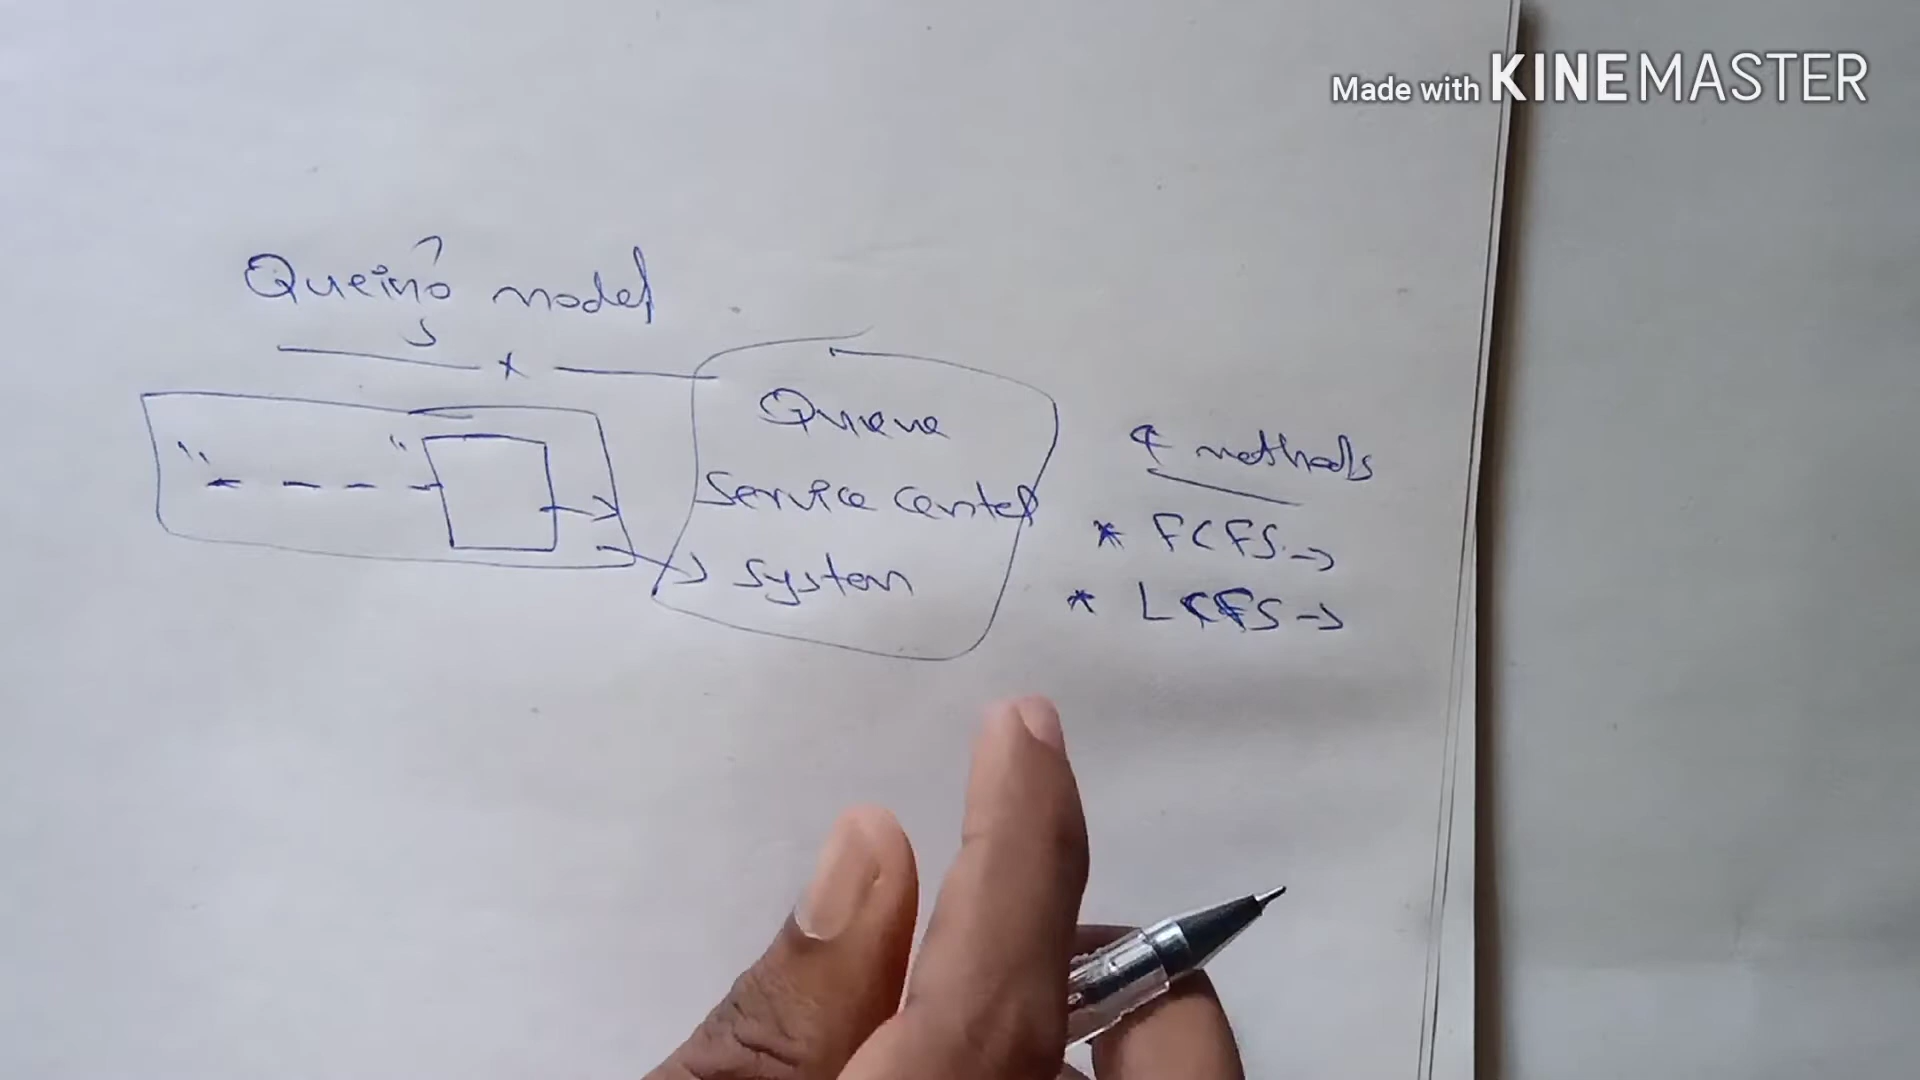 Made with KINEMASTER
Queing model
Queue
Service center
system
4 methods
* FCFS →
* LCFS →